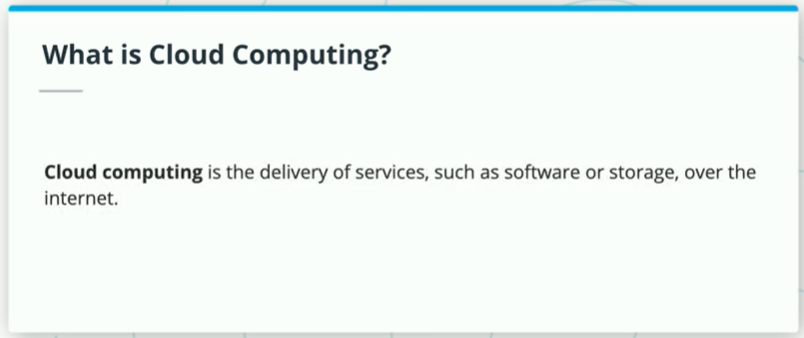 What is Cloud Computing?
Cloud computing is the delivery of services, such as software or storage, over the
internet.